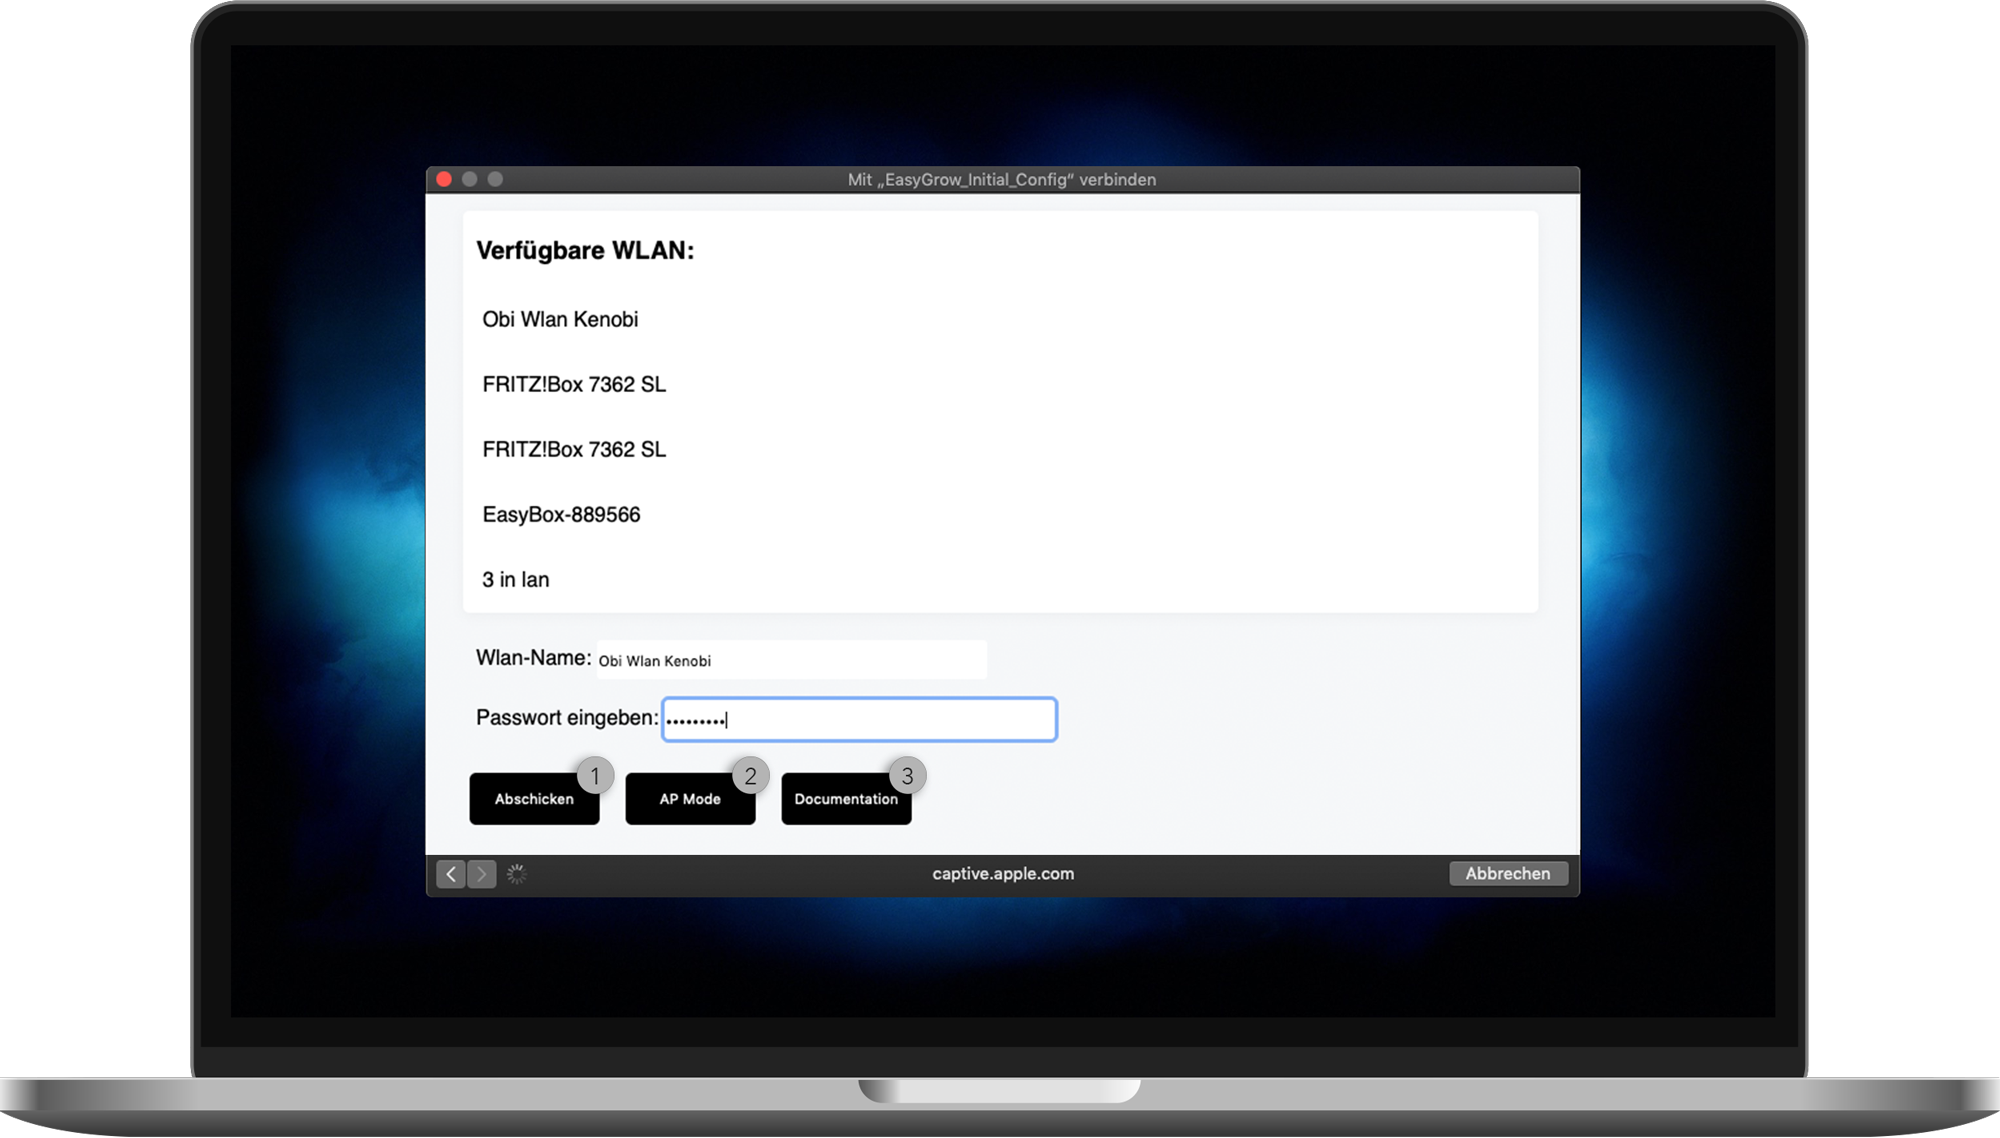 Mit „EasyGrow_Initial_Config“ verbinden
Verfügbare WLAN:
Obi Wlan Kenobi
FRITZ!Box 7362 SL
FRITZ!Box 7362 SL
EasyBox-889566
3 in lan
Wlan-Name: Obi Wlan Kenobi
Passwort eingeben: •••••••••
1 2 3
Abschicken AP Mode Documentation
captive.apple.com Abbrechen